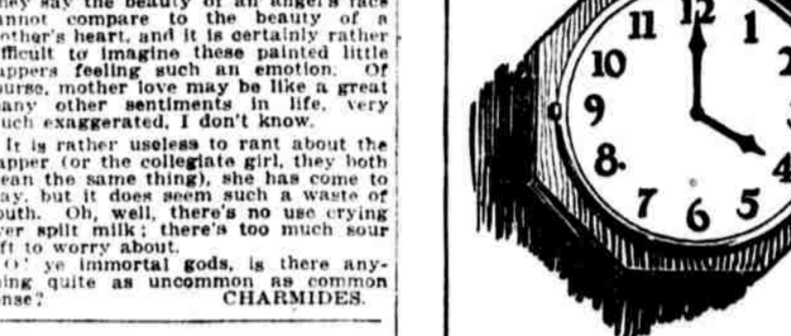 they say the beauty of an angel's face
annot compare to the beauty of a
other's heart, and it is certainly rather
fficult to imagine these painted little
appers feeling such an emotion. Of
ourse, mother love may be like a great
any other sentiments in life, very
uch exaggerated, I don't know.
It is rather useless to rant about the
apper (or the collegiate girl, they both
ean the same thing), she has come to
ay, but it does seem such a waste of
outh. Oh, well, there's no use crying
ver spilt milk; there's too much sour
ft to worry about.
O! ye immortal gods, is there any-
ing quite as uncommon as common
nse? CHARMIDES.
12
11 1
10 2
9 3
8 4
7 5
6